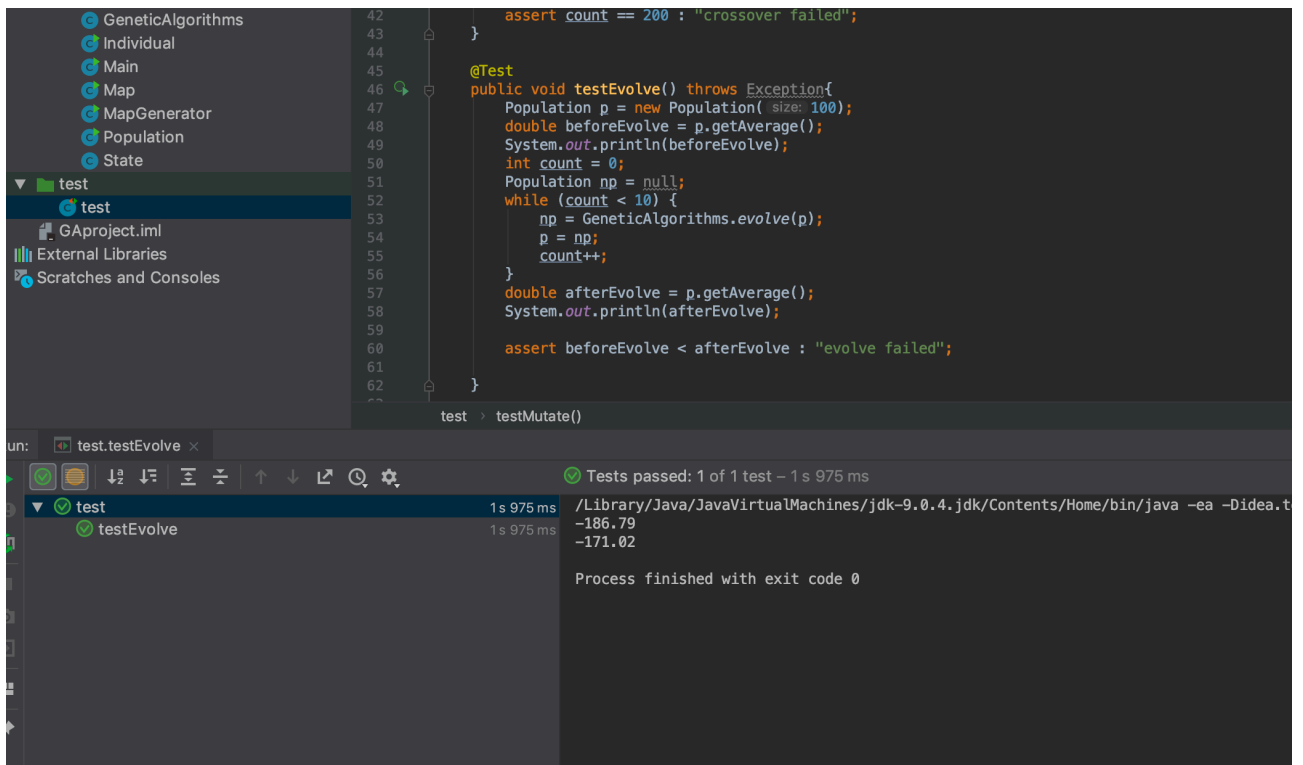 GeneticAlgorithms
Individual
Main
Map
MapGenerator
Population
State
test
test
GAproject.iml
External Libraries
Scratches and Consoles
42 assert count == 200 : "crossover failed";
43 }
44
45 @Test
46 public void testEvolve() throws Exception{
47 Population p = new Population( size: 100);
48 double beforeEvolve = p.getAverage();
49 System.out.println(beforeEvolve);
50 int count = 0;
51 Population np = null;
52 while (count < 10) {
53 np = GeneticAlgorithms.evolve(p);
54 p = np;
55 count++;
56 }
57 double afterEvolve = p.getAverage();
58 System.out.println(afterEvolve);
59
60 assert beforeEvolve < afterEvolve : "evolve failed";
61
62 }
test › testMutate()
un: test.testEvolve ×
Tests passed: 1 of 1 test – 1 s 975 ms
test 1 s 975 ms
testEvolve 1 s 975 ms
/Library/Java/JavaVirtualMachines/jdk-9.0.4.jdk/Contents/Home/bin/java -ea -Didea.t
-186.79
-171.02
Process finished with exit code 0